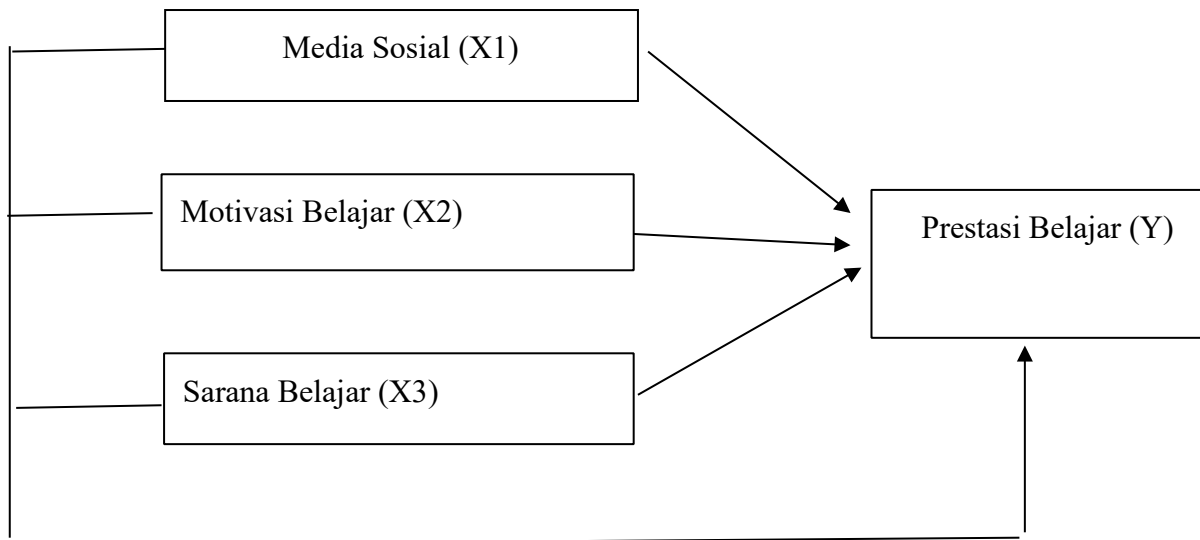 Media Sosial (X1)
Motivasi Belajar (X2)
Prestasi Belajar (Y)
Sarana Belajar (X3)